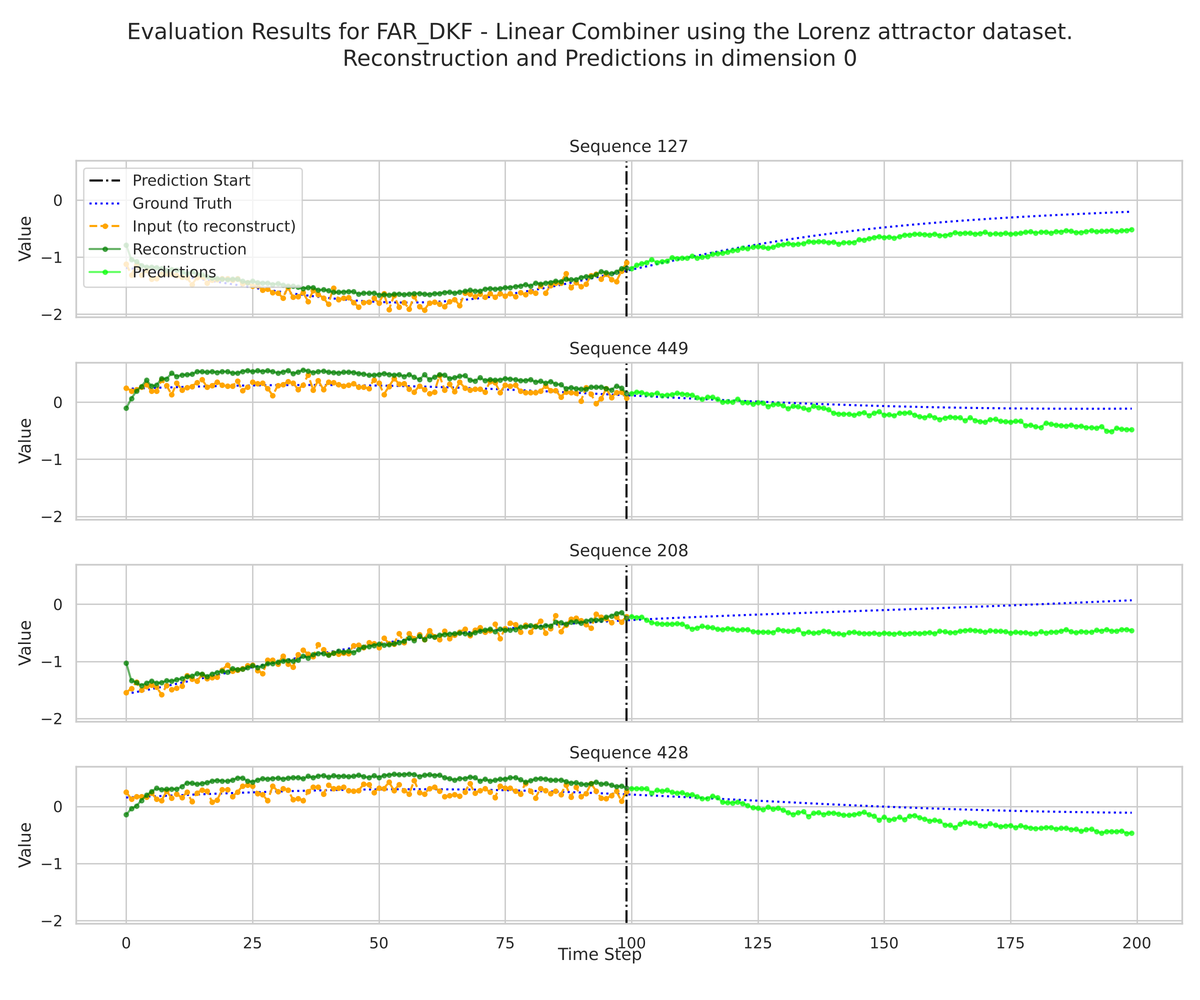 Evaluation Results for FAR_DKF - Linear Combiner using the Lorenz attractor dataset.
Reconstruction and Predictions in dimension 0
Sequence 127
Prediction Start
Ground Truth
Input (to reconstruct)
Reconstruction
Predictions
Value
0
−1
−2
Sequence 449
Value
0
−1
−2
Sequence 208
Value
0
−1
−2
Sequence 428
Value
0
−1
−2
0 25 50 75 100 125 150 175 200
Time Step